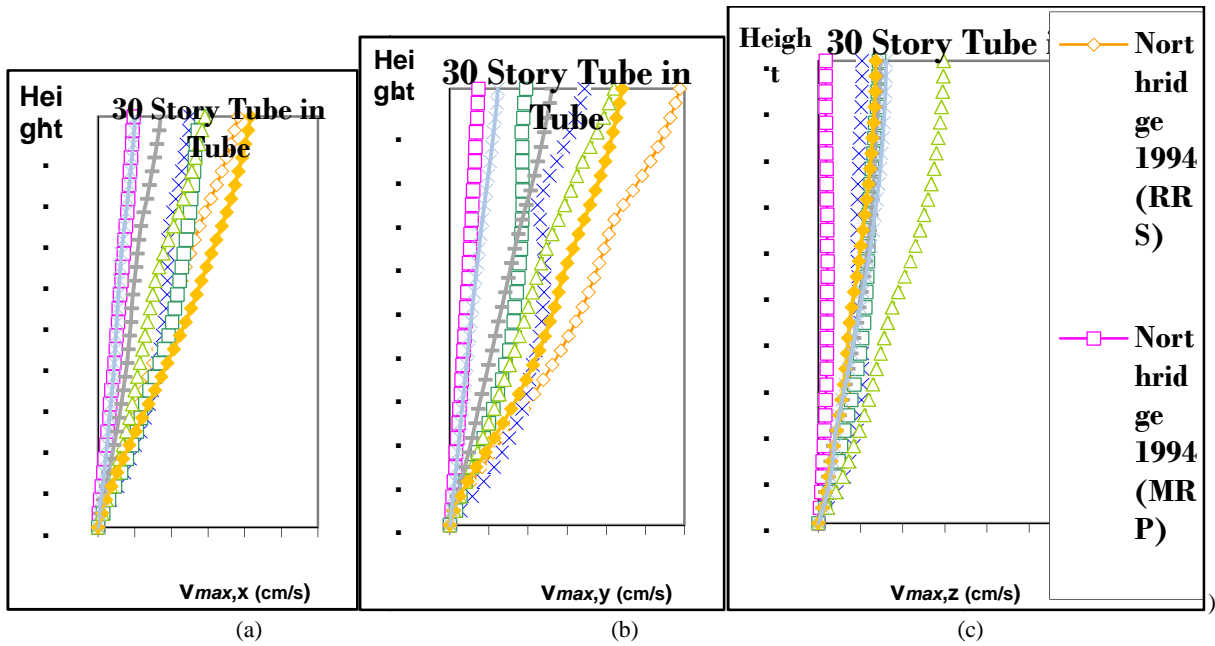 Hei
ght
30 Story Tube in
Tube
vmax,x (cm/s)
(a)
Hei
ght
30 Story Tube in
Tube
vmax,y (cm/s)
(b)
Heigh
t
30 Story Tube i
vmax,z (cm/s)
(c)
Nort
hrid
ge
1994
(RR
S)
Nort
hrid
ge
1994
(MR
P)
)